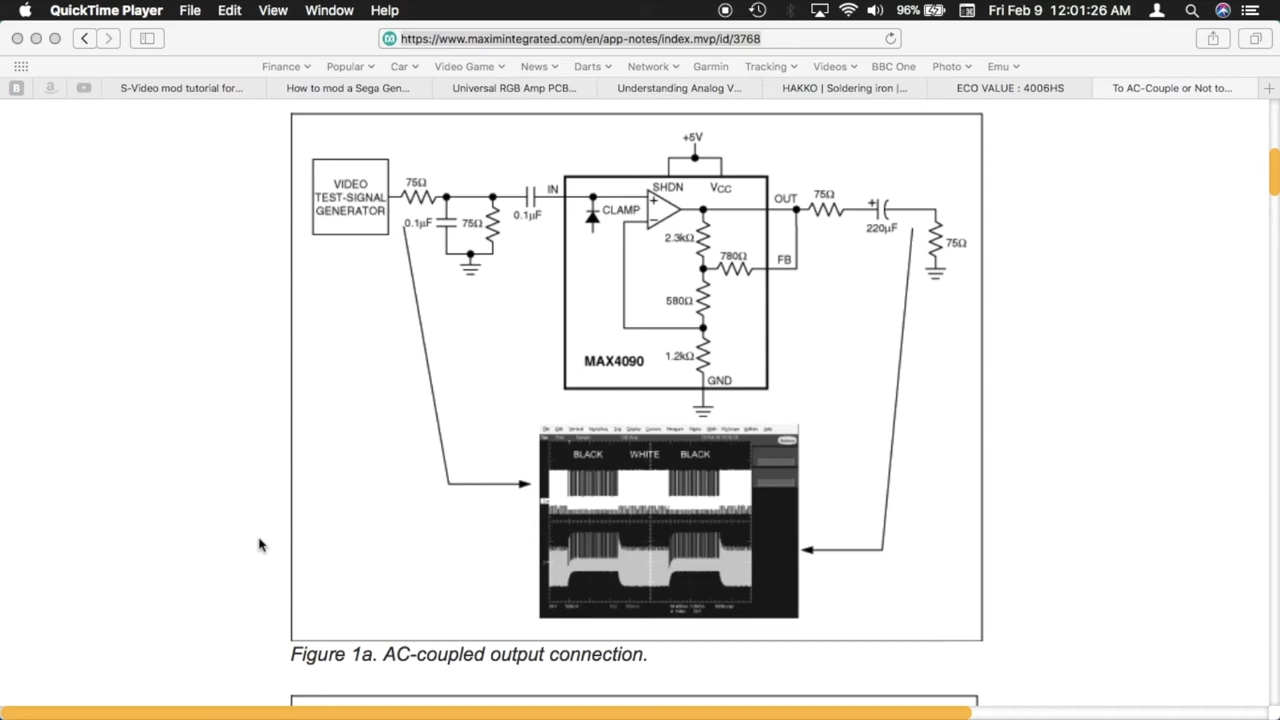 QuickTime Player File Edit View Window Help 96% Fri Feb 9 12:01:26 AM
https://www.maximintegrated.com/en/app-notes/index.mvp/id/3768
Finance Popular Car Video Game News Darts Network Garmin Tracking Videos BBC One Photo Emu
S-Video mod tutorial for... How to mod a Sega Gen... Universal RGB Amp PCB... Understanding Analog V... HAKKO | Soldering iron |... ECO VALUE : 4006HS To AC-Couple or Not to...
+5V
VIDEO
TEST-SIGNAL
GENERATOR
75Ω
0.1µF
75Ω
0.1µF
IN
CLAMP
SHDN
VCC
OUT
75Ω
220µF
75Ω
2.3kΩ
780Ω
FB
580Ω
MAX4090
1.2kΩ
GND
BLACK WHITE BLACK
Figure 1a. AC-coupled output connection.